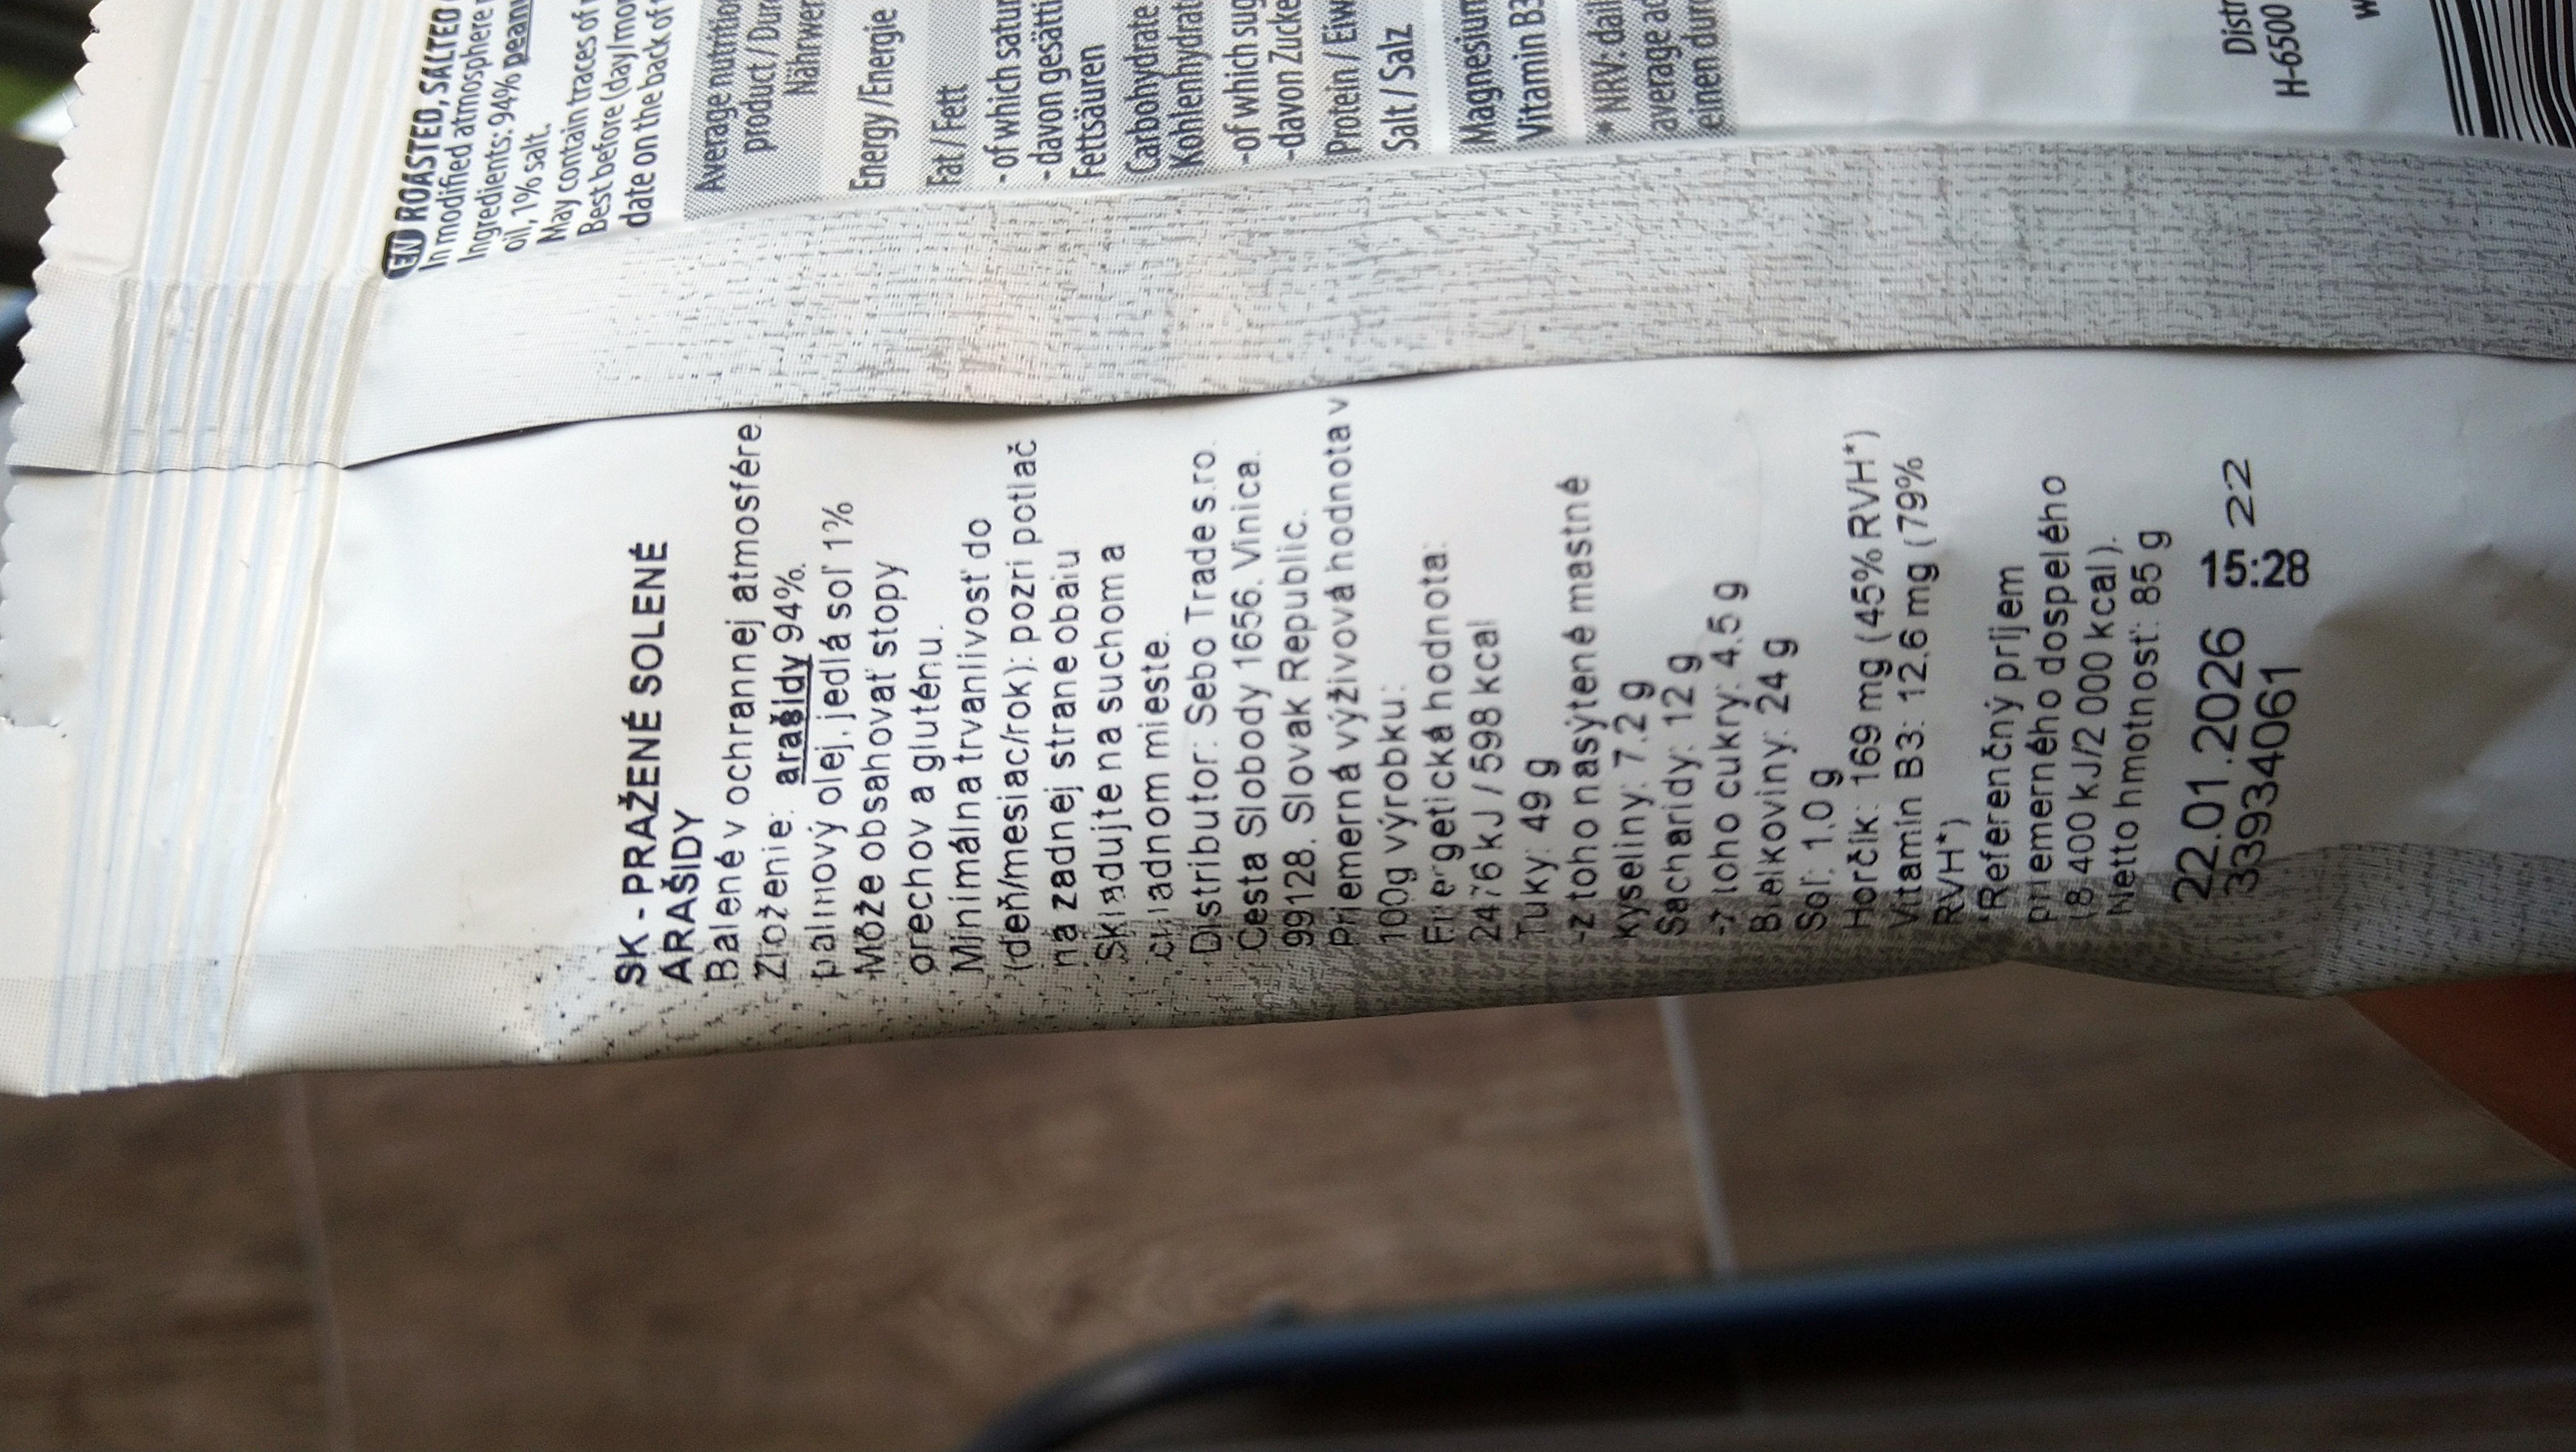 SK - PRAŽENÉ SOLENÉ
ARAŠIDY
Balené v ochrannej atmosfére.
Zloženie: arašidy 94%.
palmový olej, jedlá soľ 1%
Môže obsahovať stopy
orechov a gluténu.
Minimálna trvanlivosť do
(deň/mesiac/rok): pozri potlač
na zadnej strane obalu
Skladujte na suchom a
chladnom mieste.
Distributor: Sebo Trade s.r.o.
Cesta Slobody 1656. Vinica.
99128. Slovak Republic.
Priemerná výživová hodnota v
100g výrobku:
Energetická hodnota:
2476 kJ / 598 kcal
Tuky: 49 g
-z toho nasýtené mastné
kyseliny: 7.2 g
Sacharidy: 12 g
-z toho cukry: 4.5 g
Bielkoviny: 24 g
Soľ: 1.0 g
Horčík: 169 mg (45% RVH*)
Vitamín B3: 12.6 mg (79%
RVH*)
*Referenčný príjem
priemerného dospelého
(8 400 kJ/2 000 kcal).
Netto hmotnosť: 85 g
22.01.2026 15:28 22
33934061
EN ROASTED, SALTED
In modified atmosphere
Ingredients: 94% pean
oil, 1% salt.
May contain traces of
Best before (day/mo
date on the back of
Average nutrition
product / Dur
Nährwer
Energy / Energie
Fat / Fett
- of which satur
- davon gesätti
Fettsäuren
Carbohydrate
Kohlenhydrat
-of which sug
-davon Zucke
Protein / Eiw
Salt / Salz
Magnesium
Vitamin B3
* NRV: dail
average ad
einen durc
Distr
H-6500
w